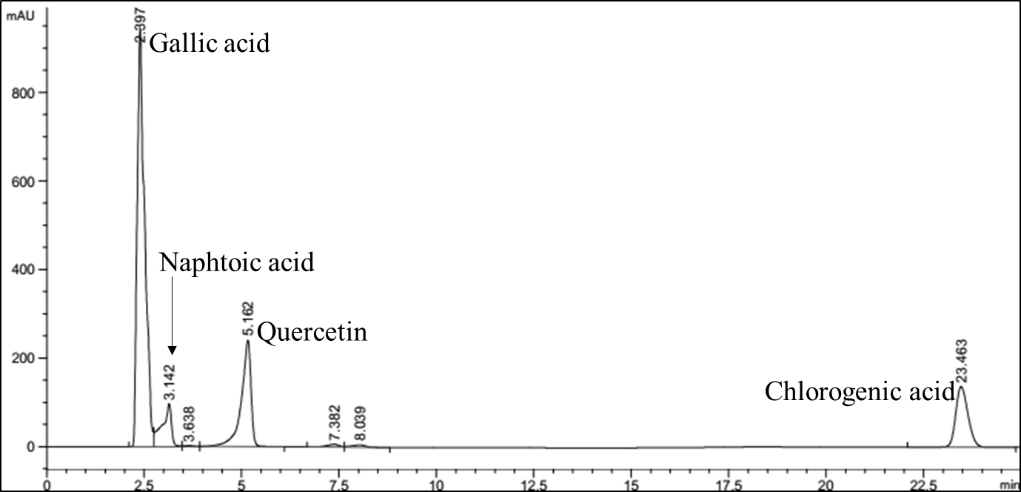 mAU
2.397
Gallic acid
800
600
Naphtoic acid
400
5.162
Quercetin
200
3.142
3.638
7.382
8.039
23.463
Chlorogenic acid
0
0 2.5 5 7.5 10 12.5 15 17.5 20 22.5 min